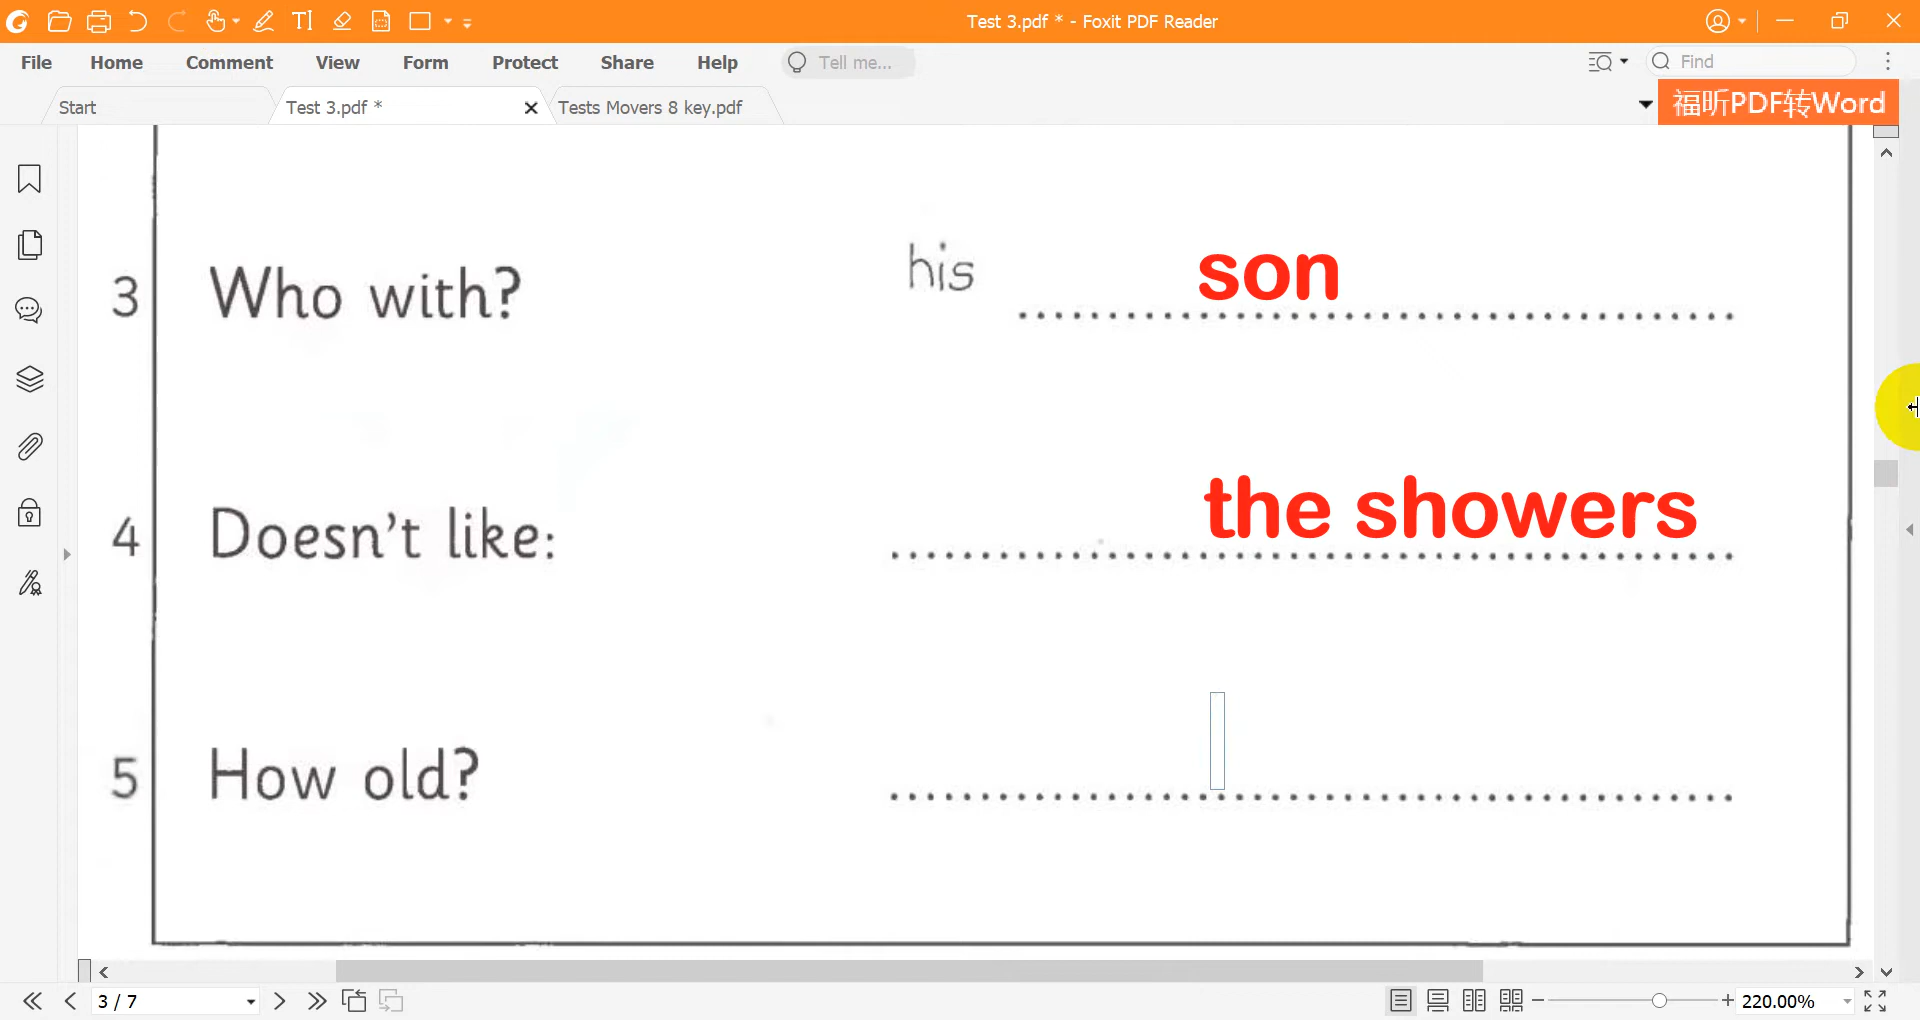 Test 3.pdf * - Foxit PDF Reader
File Home Comment View Form Protect Share Help Tell me... Find
Start Test 3.pdf * Tests Movers 8 key.pdf 福昕PDF转Word
3 Who with? his son
4 Doesn't like: the showers
5 How old?
3 / 7 220.00%